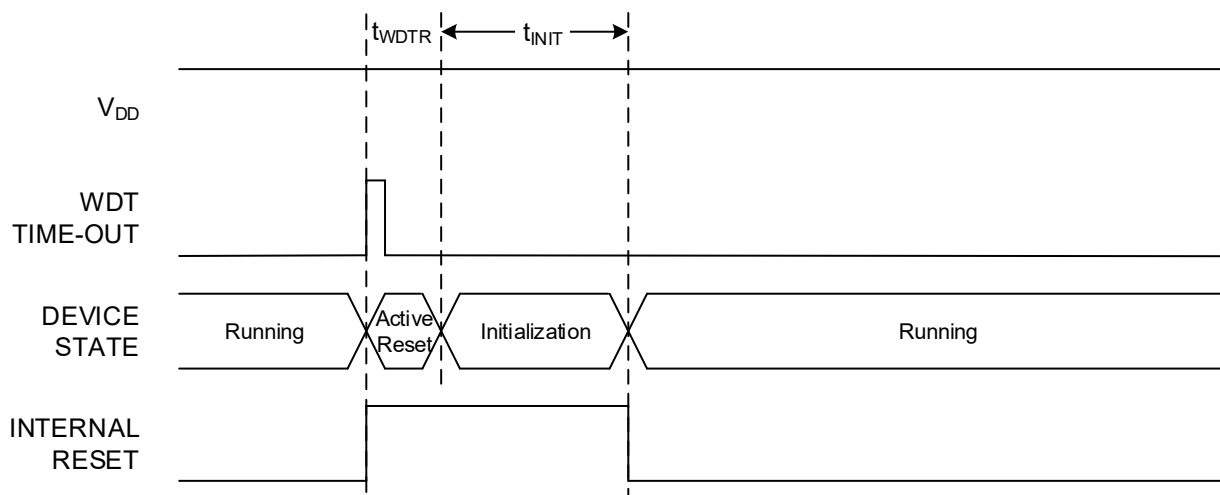 tWDTR
tINIT
VDD
WDT
TIME-OUT
DEVICE
STATE
Running
Active
Reset
Initialization
Running
INTERNAL
RESET